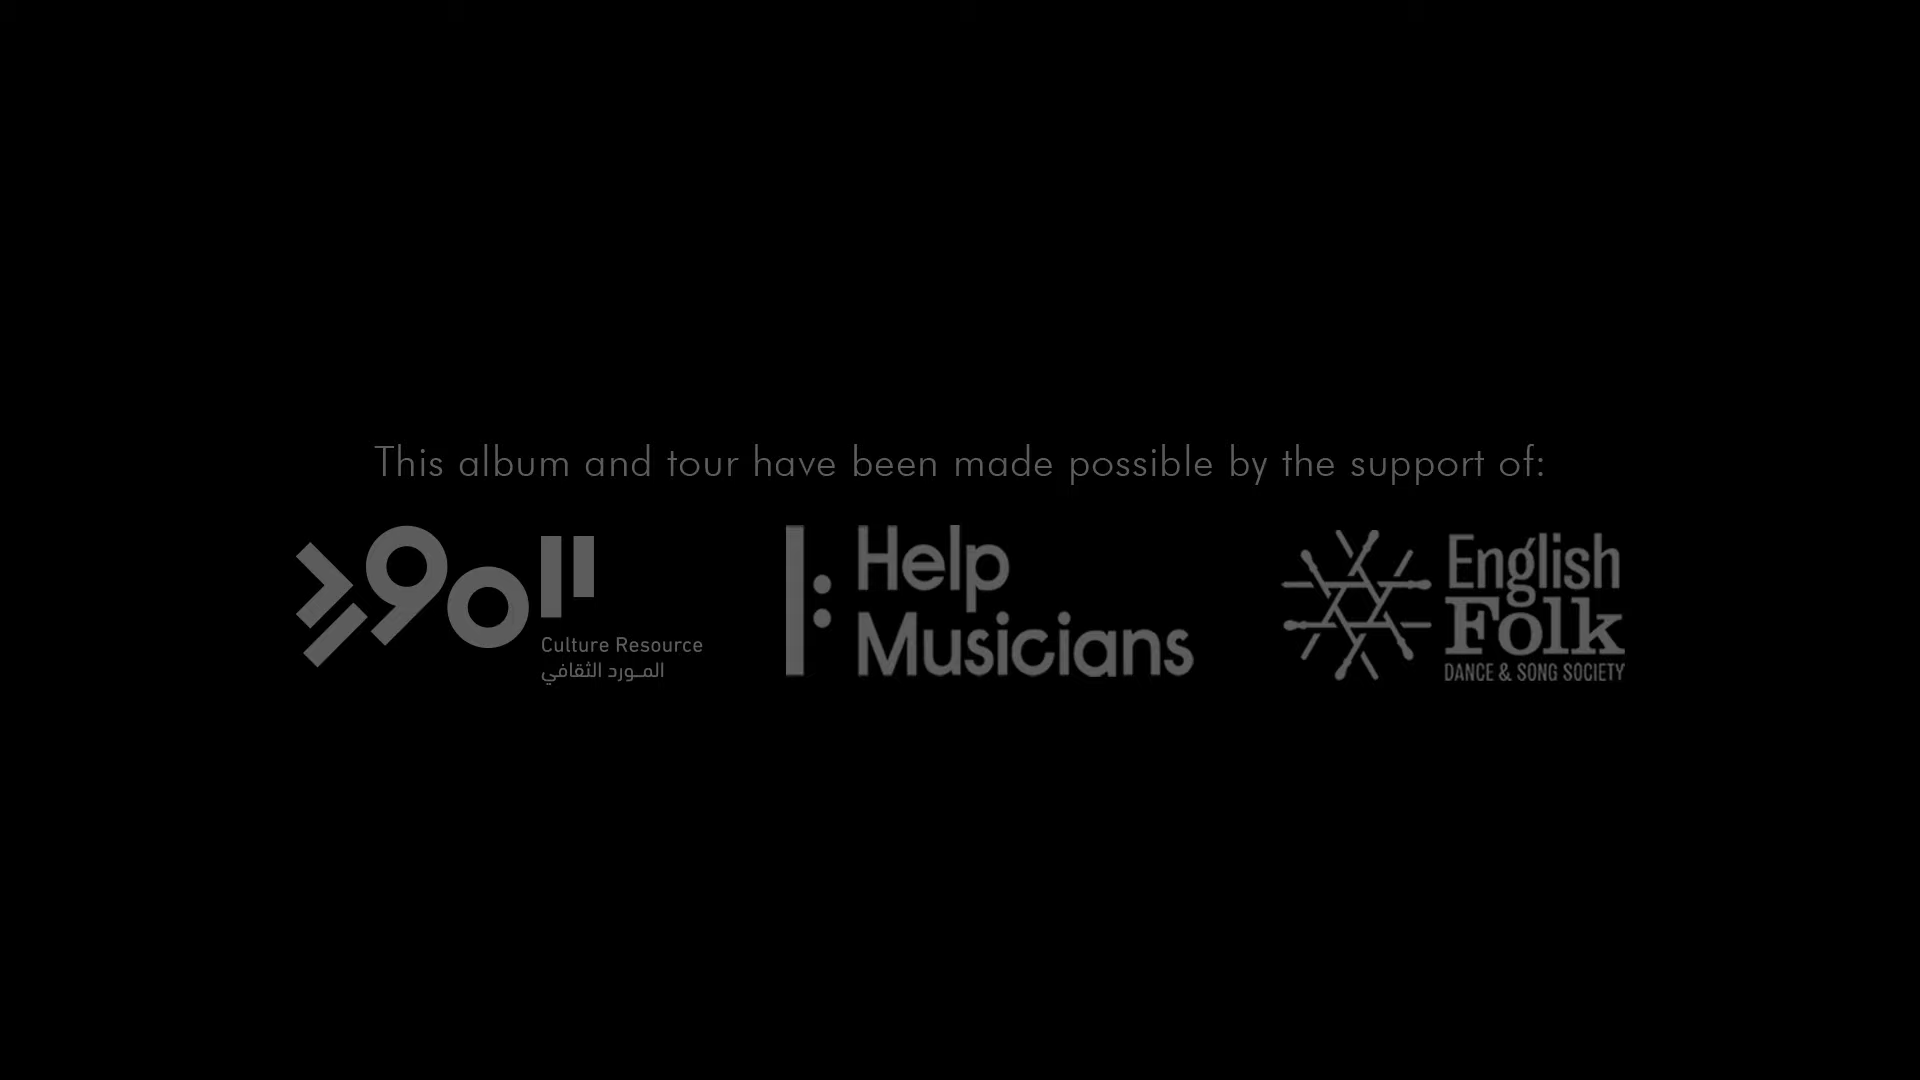 This album and tour have been made possible by the support of:
المورد
Culture Resource
المـورد الثقافي
Help
Musicians
English
Folk
DANCE & SONG SOCIETY